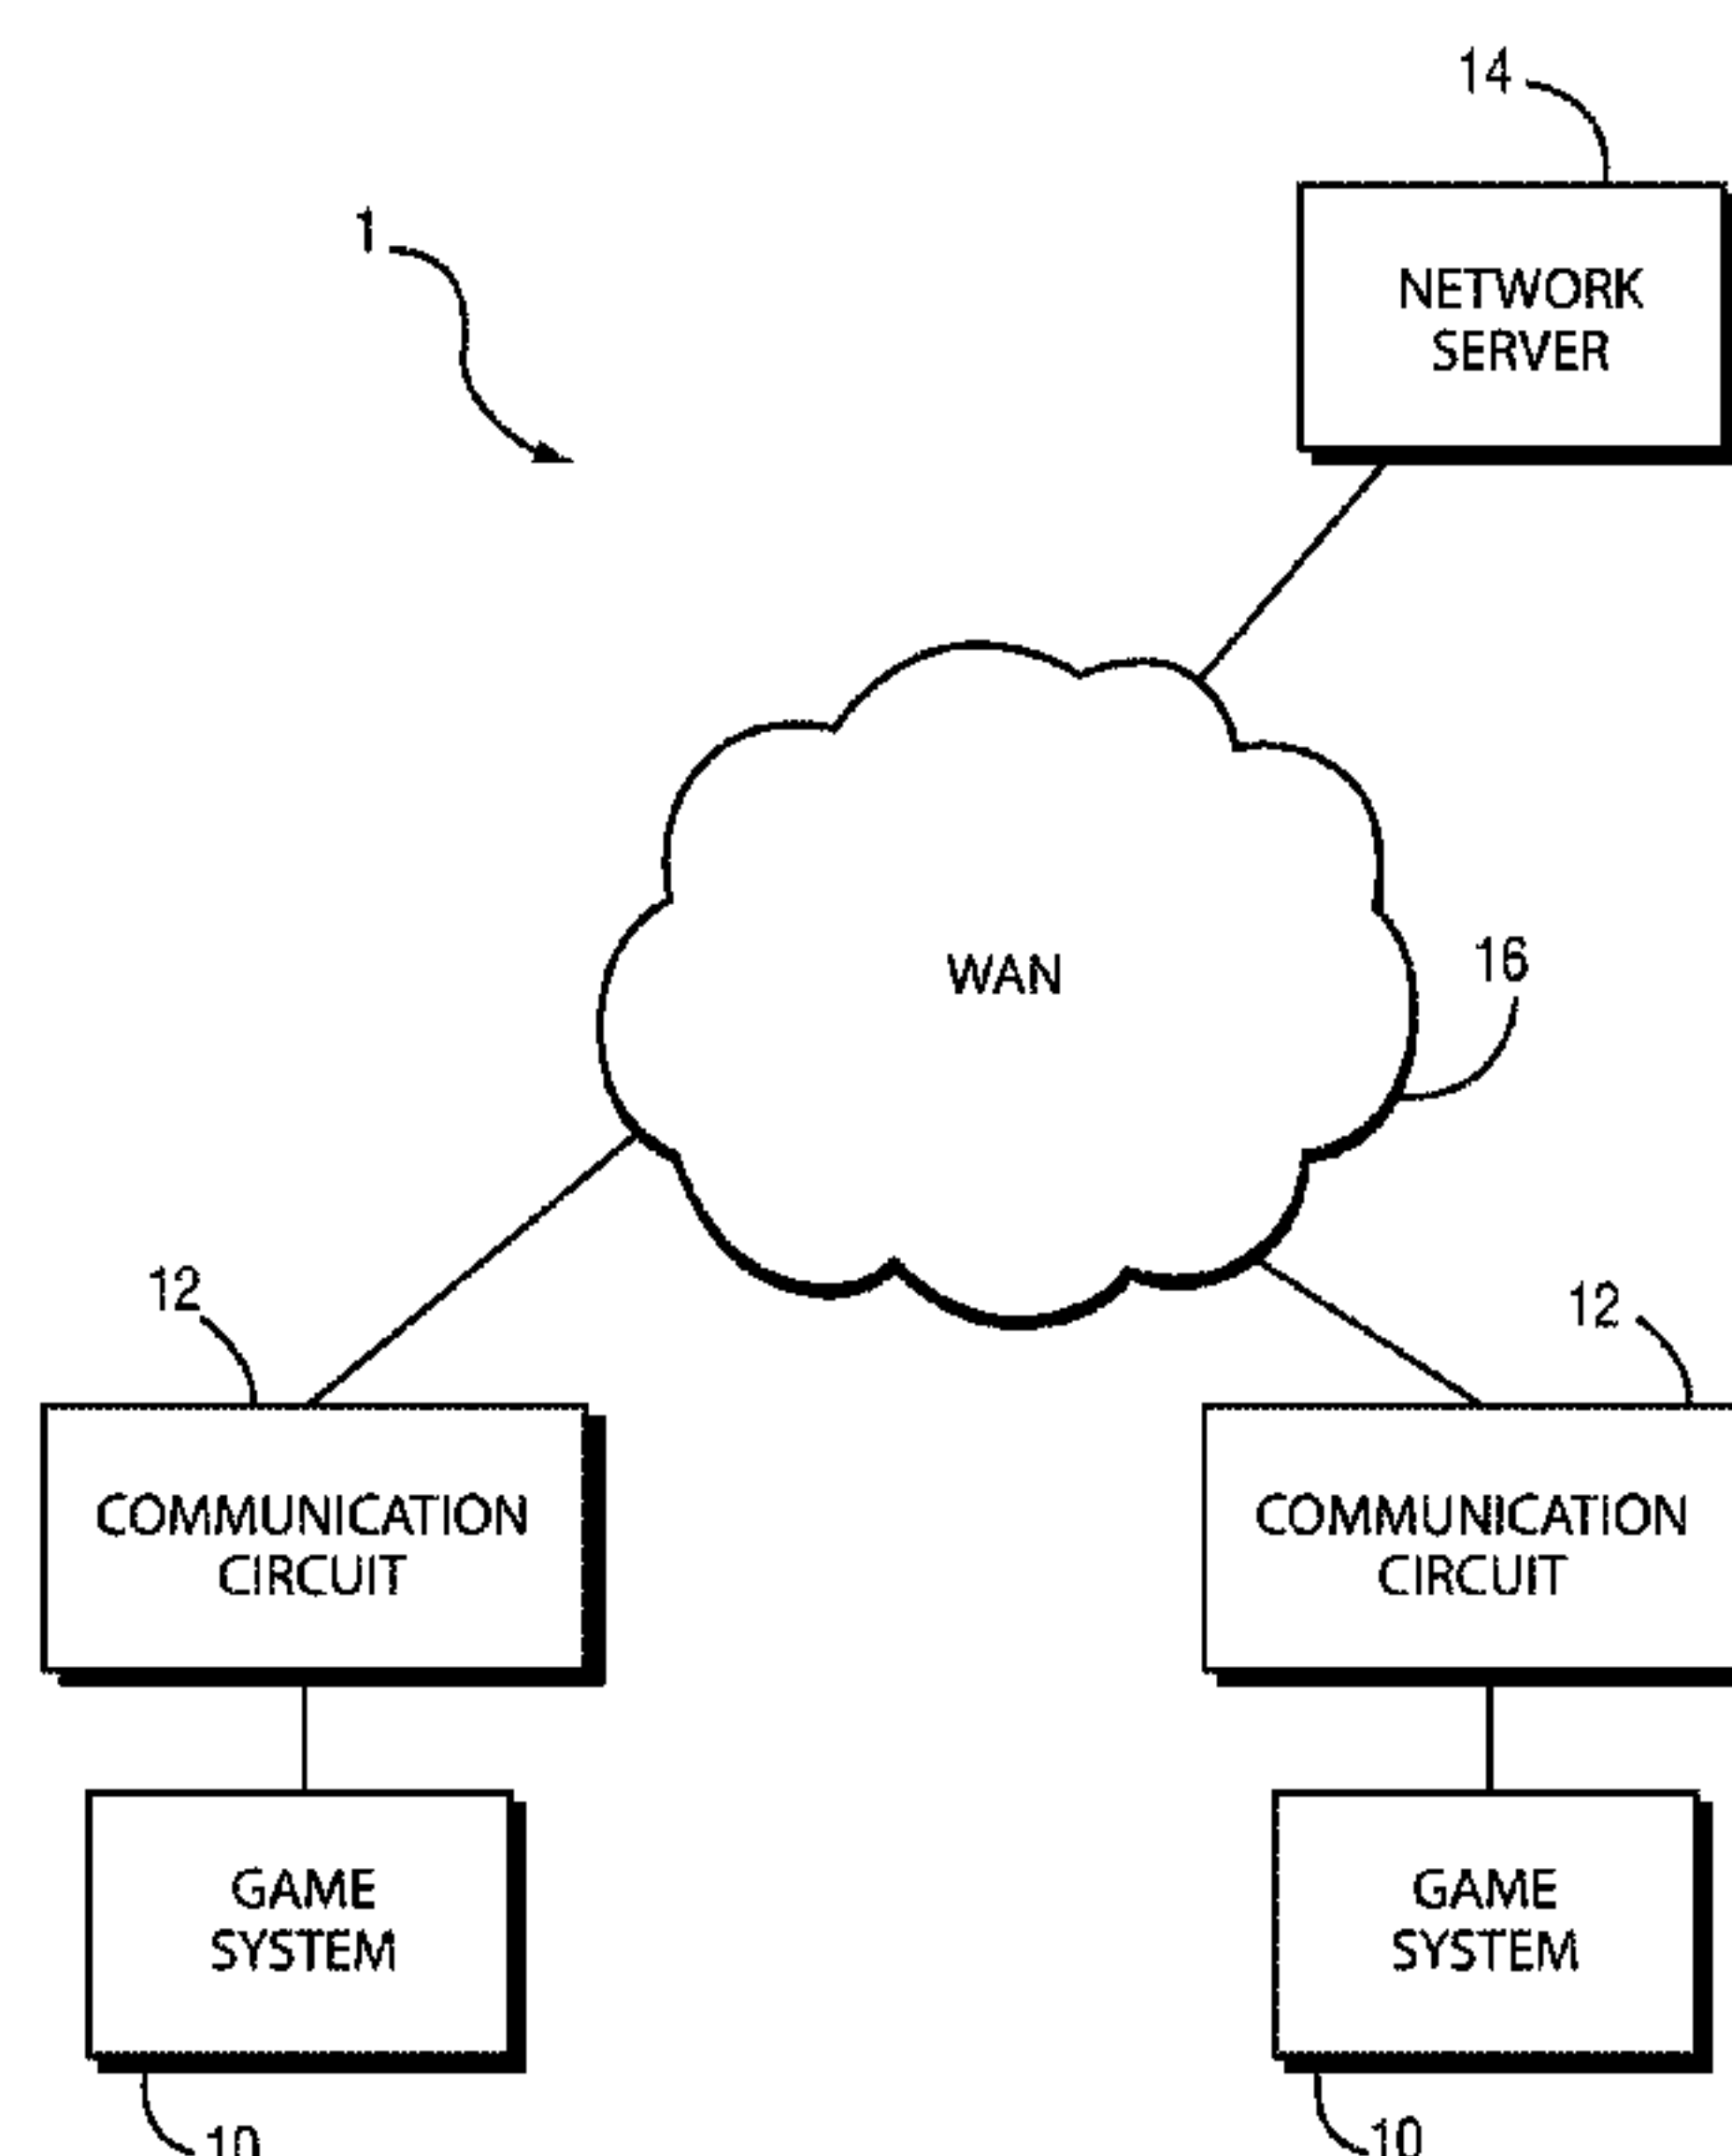 14
1
NETWORK
SERVER
WAN
16
12
12
COMMUNICATION
CIRCUIT
COMMUNICATION
CIRCUIT
GAME
SYSTEM
GAME
SYSTEM
10
10